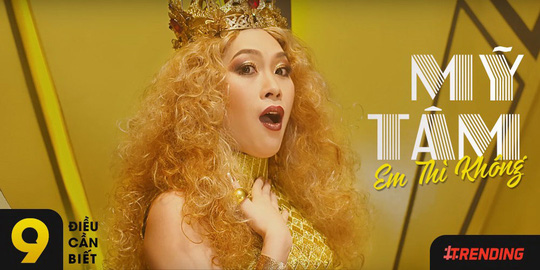 MỸ
TÂM
Em Thì Không
9
ĐIỀU
CẦN
BIẾT
#TRENDING